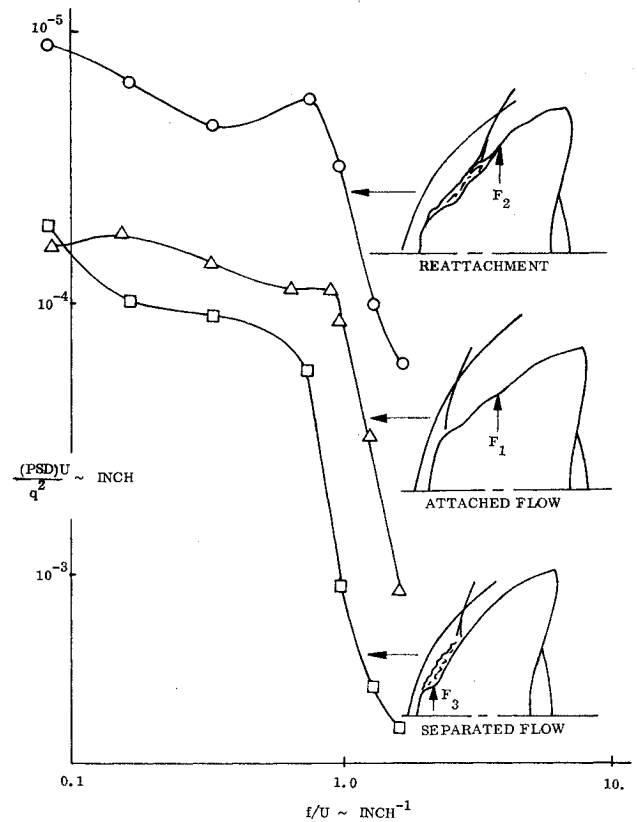 10-5
F2
REATTACHMENT
10-4
F1
(PSD)U
q2
~ INCH
ATTACHED FLOW
10-3
F3
SEPARATED FLOW
0.1
1.0
10.
f/U ~ INCH-1